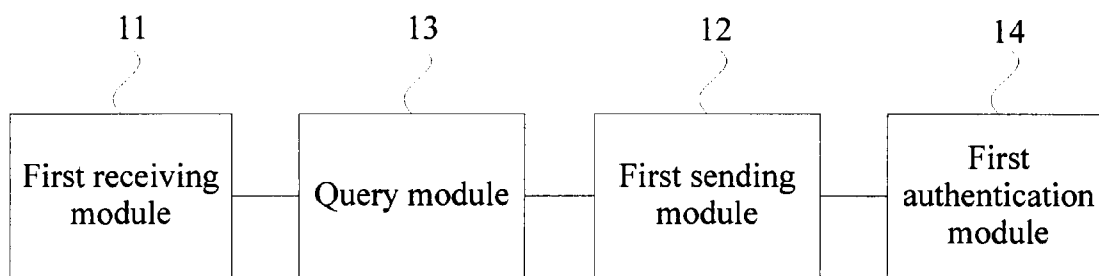 11
13
12
14
First receiving
module
Query module
First sending
module
First
authentication
module